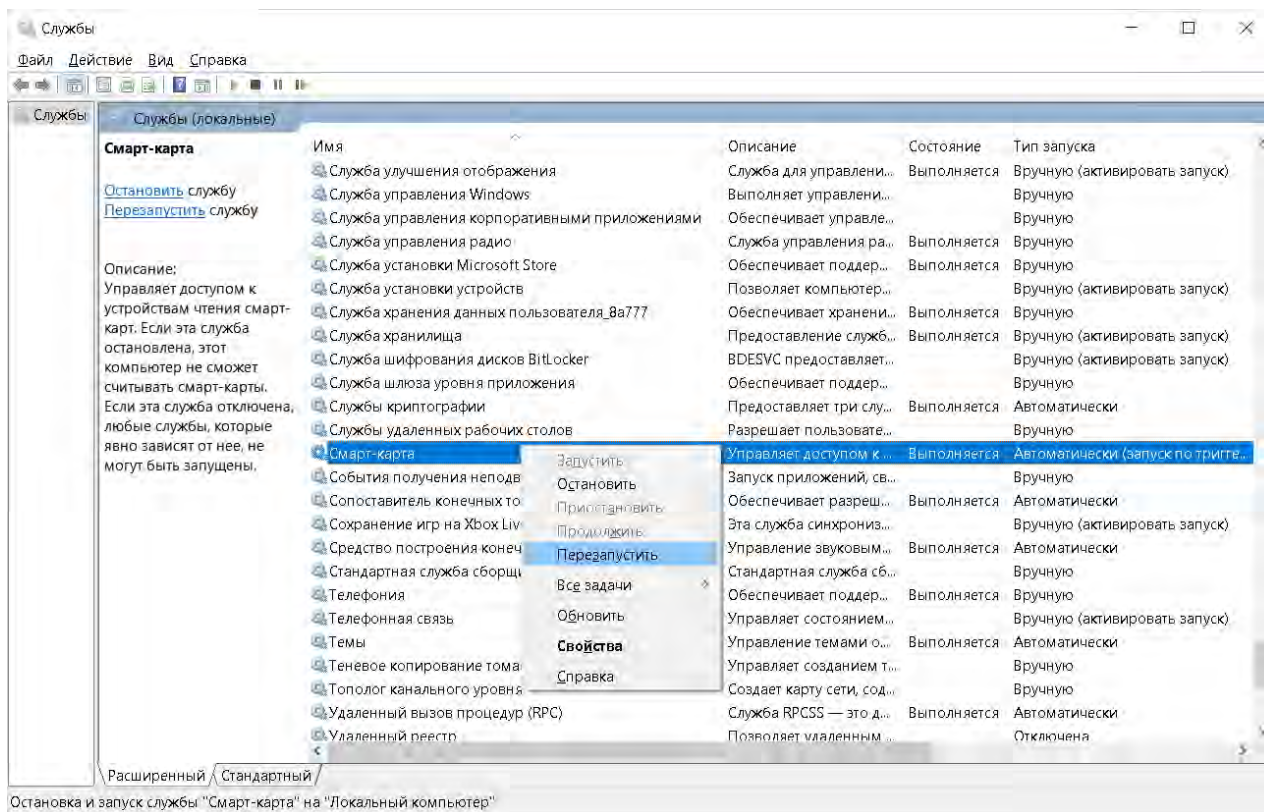 Службы
Файл Действие Вид Справка
Службы
Службы (локальные)
Смарт-карта
Остановить службу
Перезапустить службу
Описание:
Управляет доступом к
устройствам чтения смарт-
карт. Если эта служба
остановлена, этот
компьютер не сможет
считывать смарт-карты.
Если эта служба отключена,
любые службы, которые
явно зависят от нее, не
могут быть запущены.
Имя Описание Состояние Тип запуска
Служба улучшения отображения Служба для управлени... Выполняется Вручную (активировать запуск)
Служба управления Windows Выполняет управлени... Вручную
Служба управления корпоративными приложениями Обеспечивает управле... Вручную
Служба управления радио Служба управления ра... Выполняется Вручную
Служба установки Microsoft Store Обеспечивает поддер... Выполняется Вручную
Служба установки устройств Позволяет компьютер... Вручную (активировать запуск)
Служба хранения данных пользователя_8a777 Обеспечивает хранени... Выполняется Вручную
Служба хранилища Предоставление служб... Выполняется Вручную (активировать запуск)
Служба шифрования дисков BitLocker BDESVC предоставляет... Вручную (активировать запуск)
Служба шлюза уровня приложения Обеспечивает поддер... Вручную
Службы криптографии Предоставляет три слу... Выполняется Автоматически
Службы удаленных рабочих столов Разрешает пользовате... Вручную
Смарт-карта Управляет доступом к ... Выполняется Автоматически (запуск по тригге...
События получения неподв Запуск приложений, св... Вручную
Сопоставитель конечных то Обеспечивает разреш... Выполняется Автоматически
Сохранение игр на Xbox Liv Эта служба синхрониз... Вручную (активировать запуск)
Средство построения конеч Управление звуковым... Выполняется Автоматически
Стандартная служба сборщи Стандартная служба сб... Вручную
Телефония Обеспечивает поддер... Выполняется Вручную
Телефонная связь Управляет состоянием... Вручную (активировать запуск)
Темы Управление темами о... Выполняется Автоматически
Теневое копирование тома Управляет созданием т... Вручную
Тополог канального уровня Создает карту сети, сод... Вручную
Удаленный вызов процедур (RPC) Служба RPCSS — это д... Выполняется Автоматически
Удаленный реестр Позволяет удаленным ... Отключена
Запустить
Остановить
Приостановить
Продолжить
Перезапустить
Все задачи
Обновить
Свойства
Справка
Расширенный Стандартный
Остановка и запуск службы "Смарт-карта" на "Локальный компьютер"